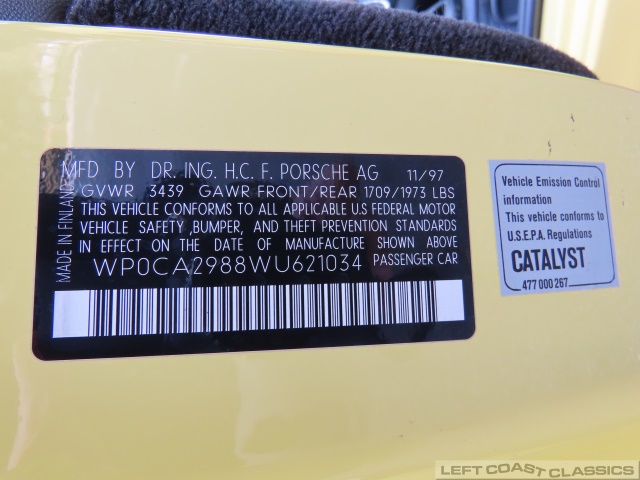 MFD BY DR. ING. H.C. F. PORSCHE AG 11/97
GVWR 3439 GAWR FRONT/REAR 1709/1973 LBS
THIS VEHICLE CONFORMS TO ALL APPLICABLE U.S FEDERAL MOTOR
VEHICLE SAFETY ,BUMPER, AND THEFT PREVENTION STANDARDS
IN EFFECT ON THE DATE OF MANUFACTURE SHOWN ABOVE
WP0CA2988WU621034 PASSENGER CAR
MADE IN FINLAND
Vehicle Emission Control
information
This vehicle conforms to
U.S.E.P.A. Regulations
CATALYST
477 000 267
LEFT COAST CLASSICS